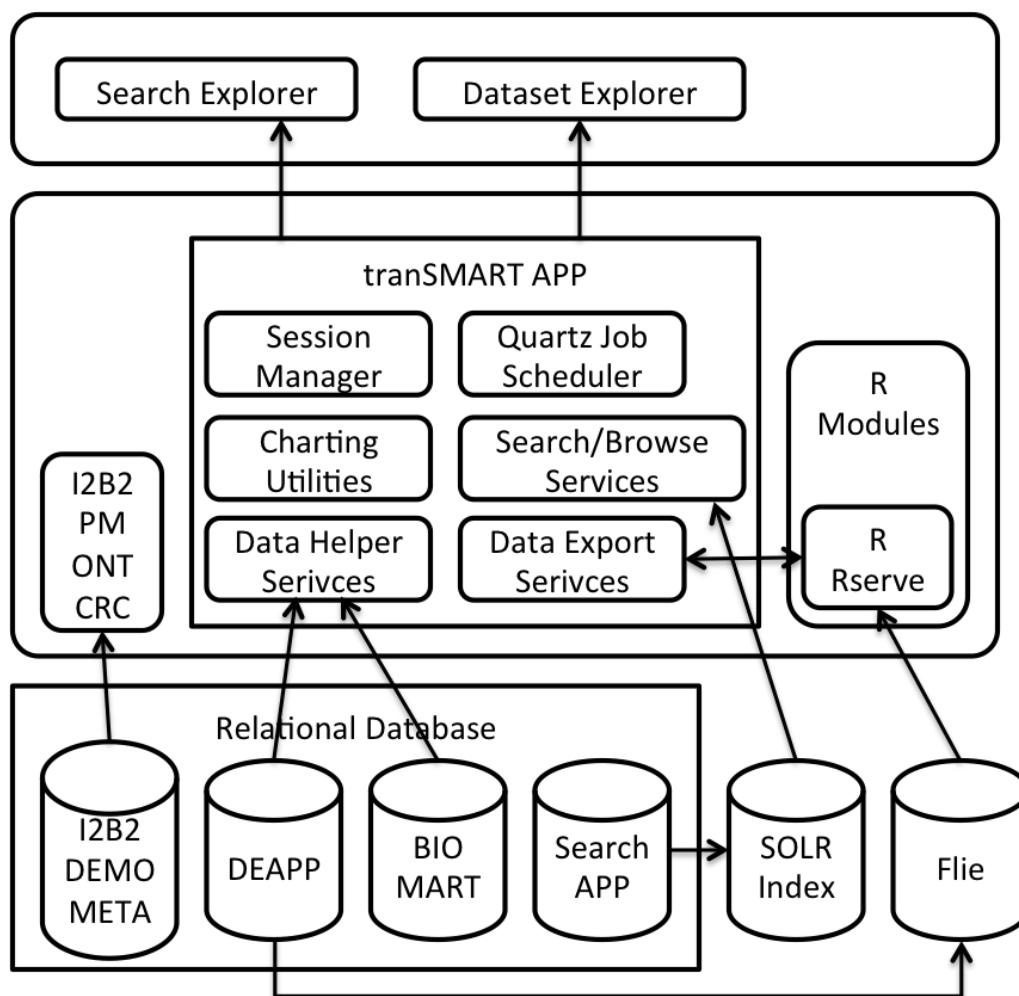 Search Explorer
Dataset Explorer
tranSMART APP
Session
Manager
Quartz Job
Scheduler
Charting
Utilities
Search/Browse
Services
Data Helper
Serivces
Data Export
Serivces
R
Modules
R
Rserve
I2B2
PM
ONT
CRC
Relational Database
I2B2
DEMO
META
DEAPP
BIO
MART
Search
APP
SOLR
Index
Flie